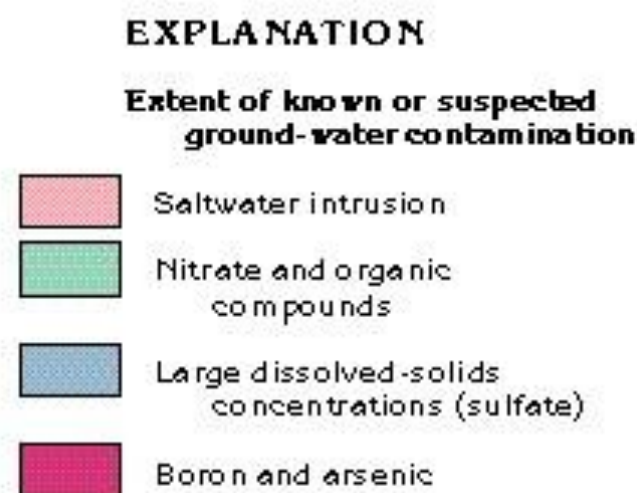 EXPLANATION
Extent of known or suspected
ground-water contamination
Saltwater intrusion
Nitrate and organic
compounds
Large dissolved-solids
concentrations (sulfate)
Boron and arsenic